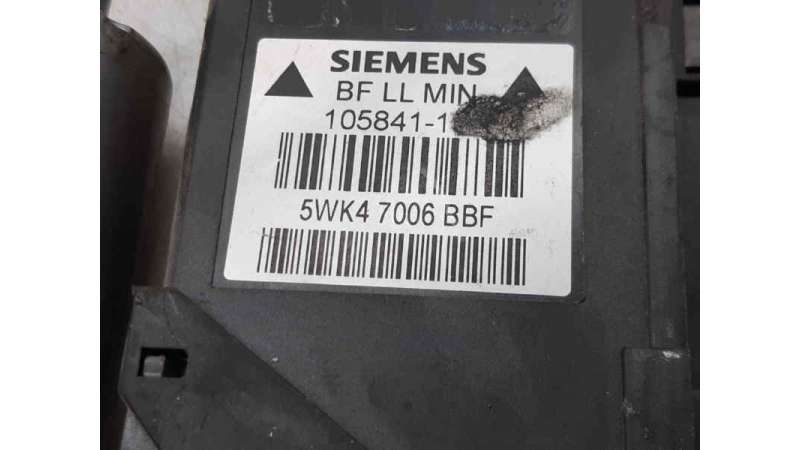 SIEMENS
BF LL MIN
105841-1
5WK4 7006 BBF